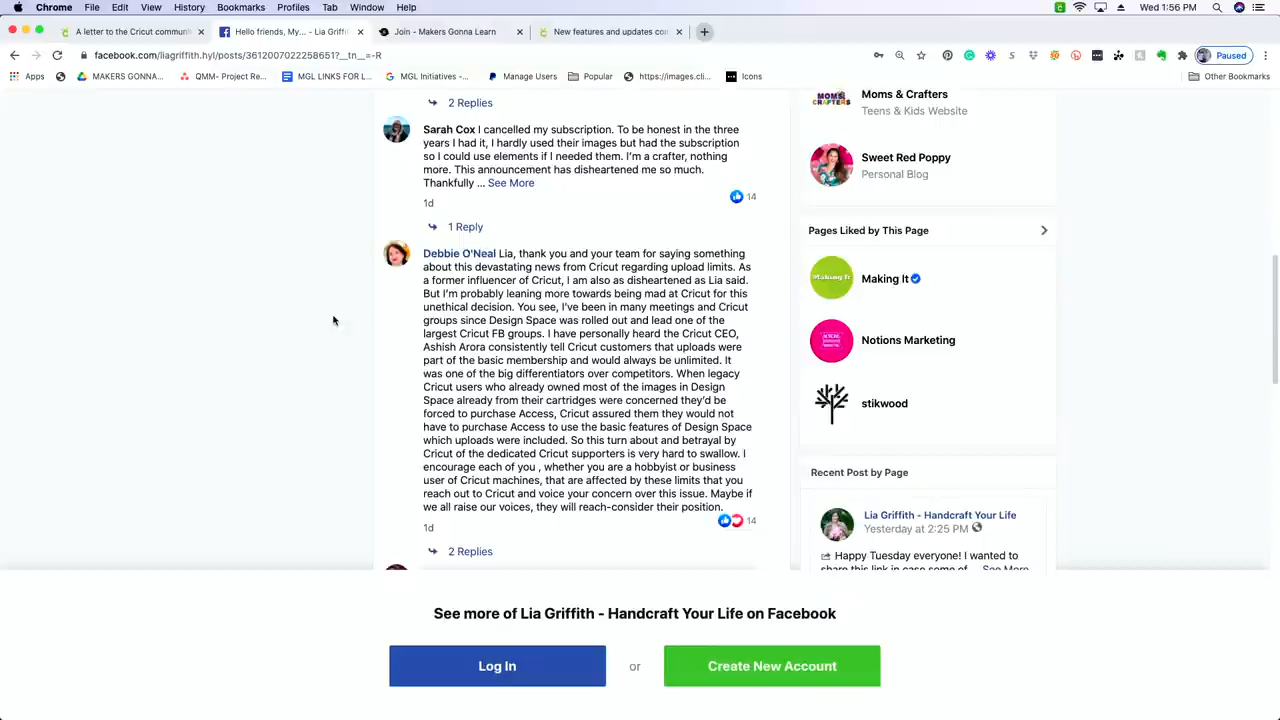 Chrome File Edit View History Bookmarks Profiles Tab Window Help Wed 1:56 PM
A letter to the Cricut commun Hello friends, My... - Lia Griffi Join - Makers Gonna Learn New features and updates con
facebook.com/liagriffith.hyl/posts/3612007022258651?__tn__=-R Paused
Apps MAKERS GONNA... QMM- Project Re... MGL LINKS FOR L... MGL Initiatives -... Manage Users Popular https://images.cli... Icons Other Bookmarks
2 Replies
Sarah Cox I cancelled my subscription. To be honest in the three
years I had it, I hardly used their images but had the subscription
so I could use elements if I needed them. I'm a crafter, nothing
more. This announcement has disheartened me so much.
Thankfully ... See More
14
1d
1 Reply
Debbie O'Neal Lia, thank you and your team for saying something
about this devastating news from Cricut regarding upload limits. As
a former influencer of Cricut, I am also as disheartened as Lia said.
But I'm probably leaning more towards being mad at Cricut for this
unethical decision. You see, I've been in many meetings and Cricut
groups since Design Space was rolled out and lead one of the
largest Cricut FB groups. I have personally heard the Cricut CEO,
Ashish Arora consistently tell Cricut customers that uploads were
part of the basic membership and would always be unlimited. It
was one of the big differentiators over competitors. When legacy
Cricut users who already owned most of the images in Design
Space already from their cartridges were concerned they'd be
forced to purchase Access, Cricut assured them they would not
have to purchase Access to use the basic features of Design Space
which uploads were included. So this turn about and betrayal by
Cricut of the dedicated Cricut supporters is very hard to swallow. I
encourage each of you , whether you are a hobbyist or business
user of Cricut machines, that are affected by these limits that you
reach out to Cricut and voice your concern over this issue. Maybe if
we all raise our voices, they will reach-consider their position.
14
1d
2 Replies
MOMS
CRAFTERS
Moms & Crafters
Teens & Kids Website
Sweet Red Poppy
Personal Blog
Pages Liked by This Page
Making It
Making It
NOTIONS
Notions Marketing
stikwood
Recent Post by Page
Lia Griffith - Handcraft Your Life
Yesterday at 2:25 PM
Happy Tuesday everyone! I wanted to
share this link in case some of... See More
See more of Lia Griffith - Handcraft Your Life on Facebook
Log In or Create New Account